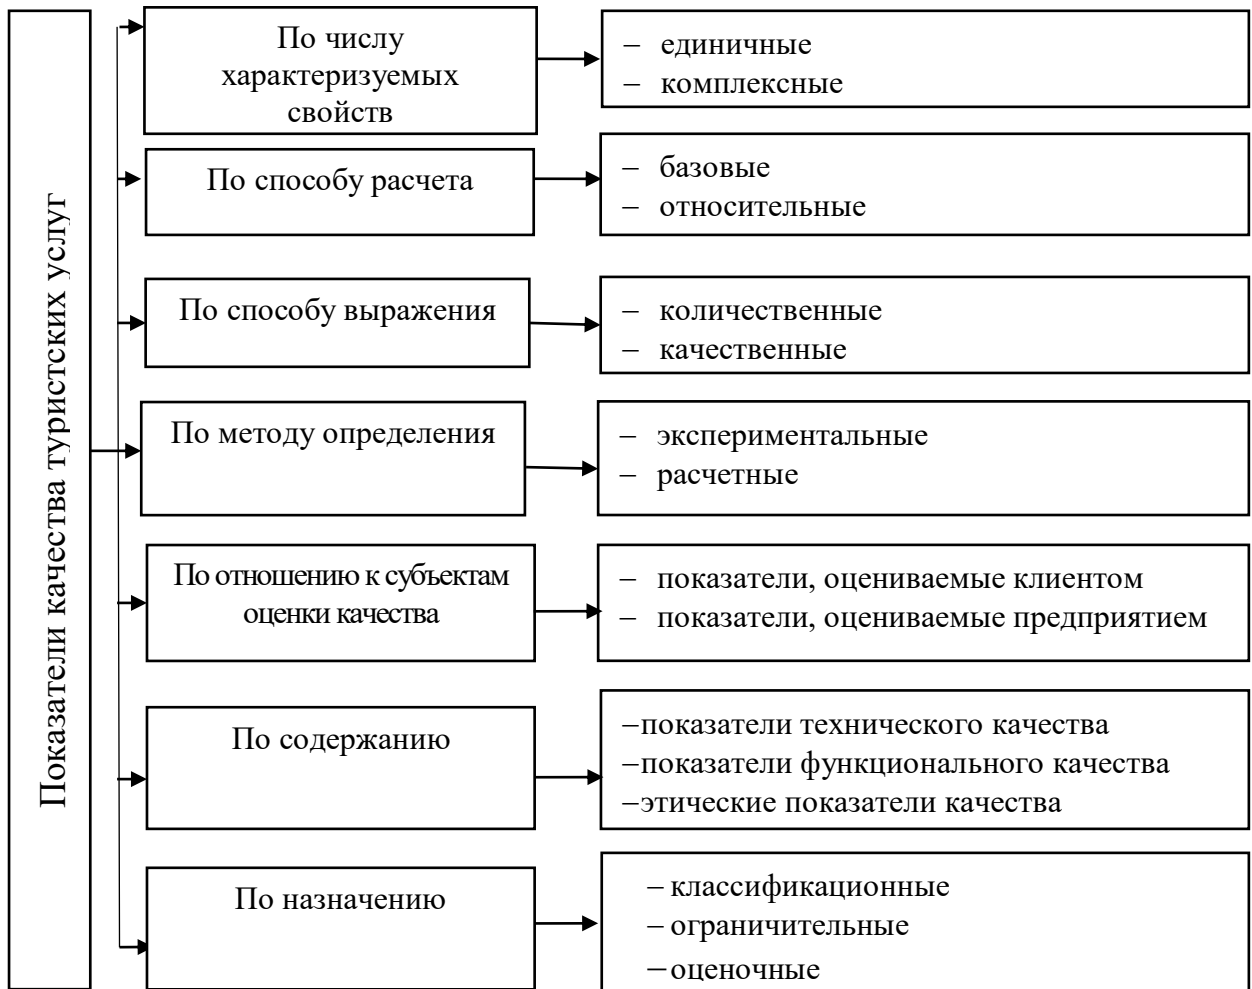 Показатели качества туристских услуг
По числу
характеризуемых
свойств
– единичные
– комплексные
По способу расчета
– базовые
– относительные
По способу выражения
– количественные
– качественные
По методу определения
– экспериментальные
– расчетные
По отношению к субъектам
оценки качества
– показатели, оцениваемые клиентом
– показатели, оцениваемые предприятием
По содержанию
–показатели технического качества
–показатели функционального качества
–этические показатели качества
По назначению
– классификационные
– ограничительные
– оценочные